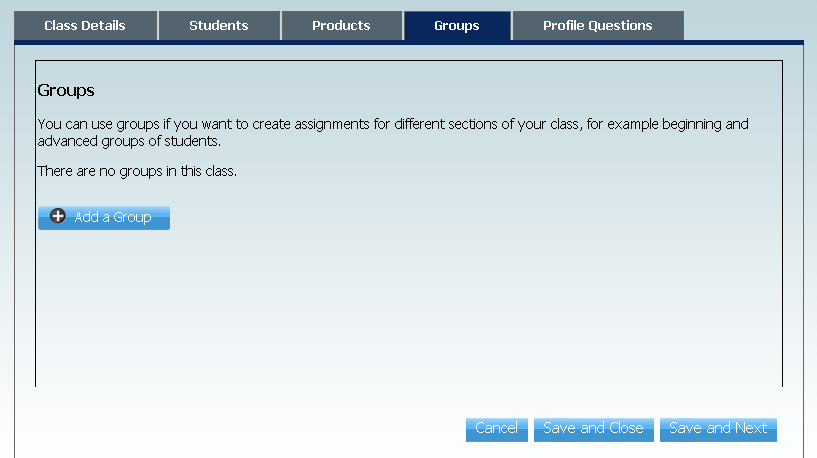 Class Details Students Products Groups Profile Questions
Groups
You can use groups if you want to create assignments for different sections of your class, for example beginning and
advanced groups of students.
There are no groups in this class.
Add a Group
Cancel Save and Close Save and Next